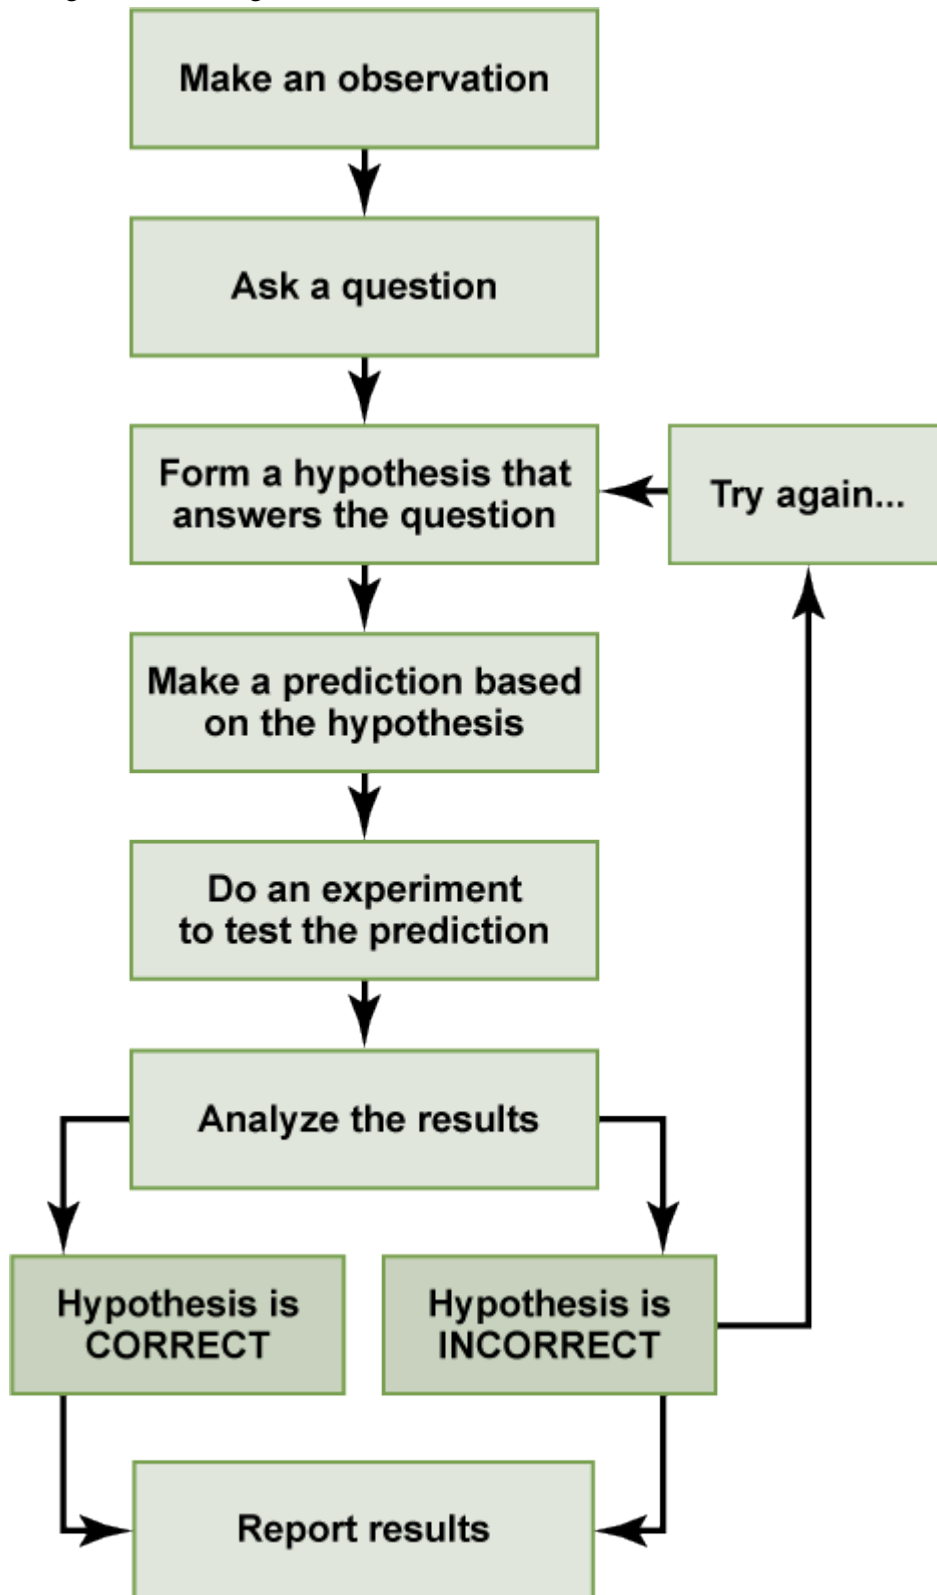 Make an observation
Ask a question
Form a hypothesis that
answers the question
Try again...
Make a prediction based
on the hypothesis
Do an experiment
to test the prediction
Analyze the results
Hypothesis is
CORRECT
Hypothesis is
INCORRECT
Report results